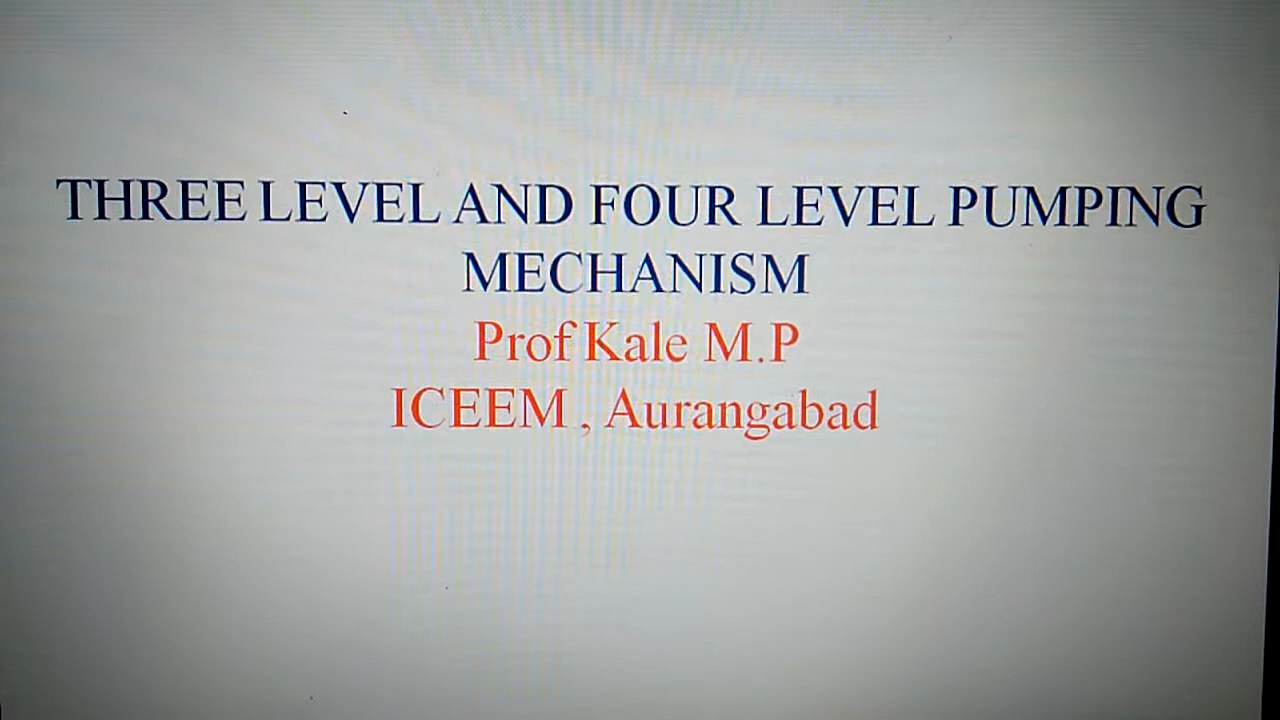 THREE LEVEL AND FOUR LEVEL PUMPING
MECHANISM
Prof Kale M.P
ICEEM , Aurangabad